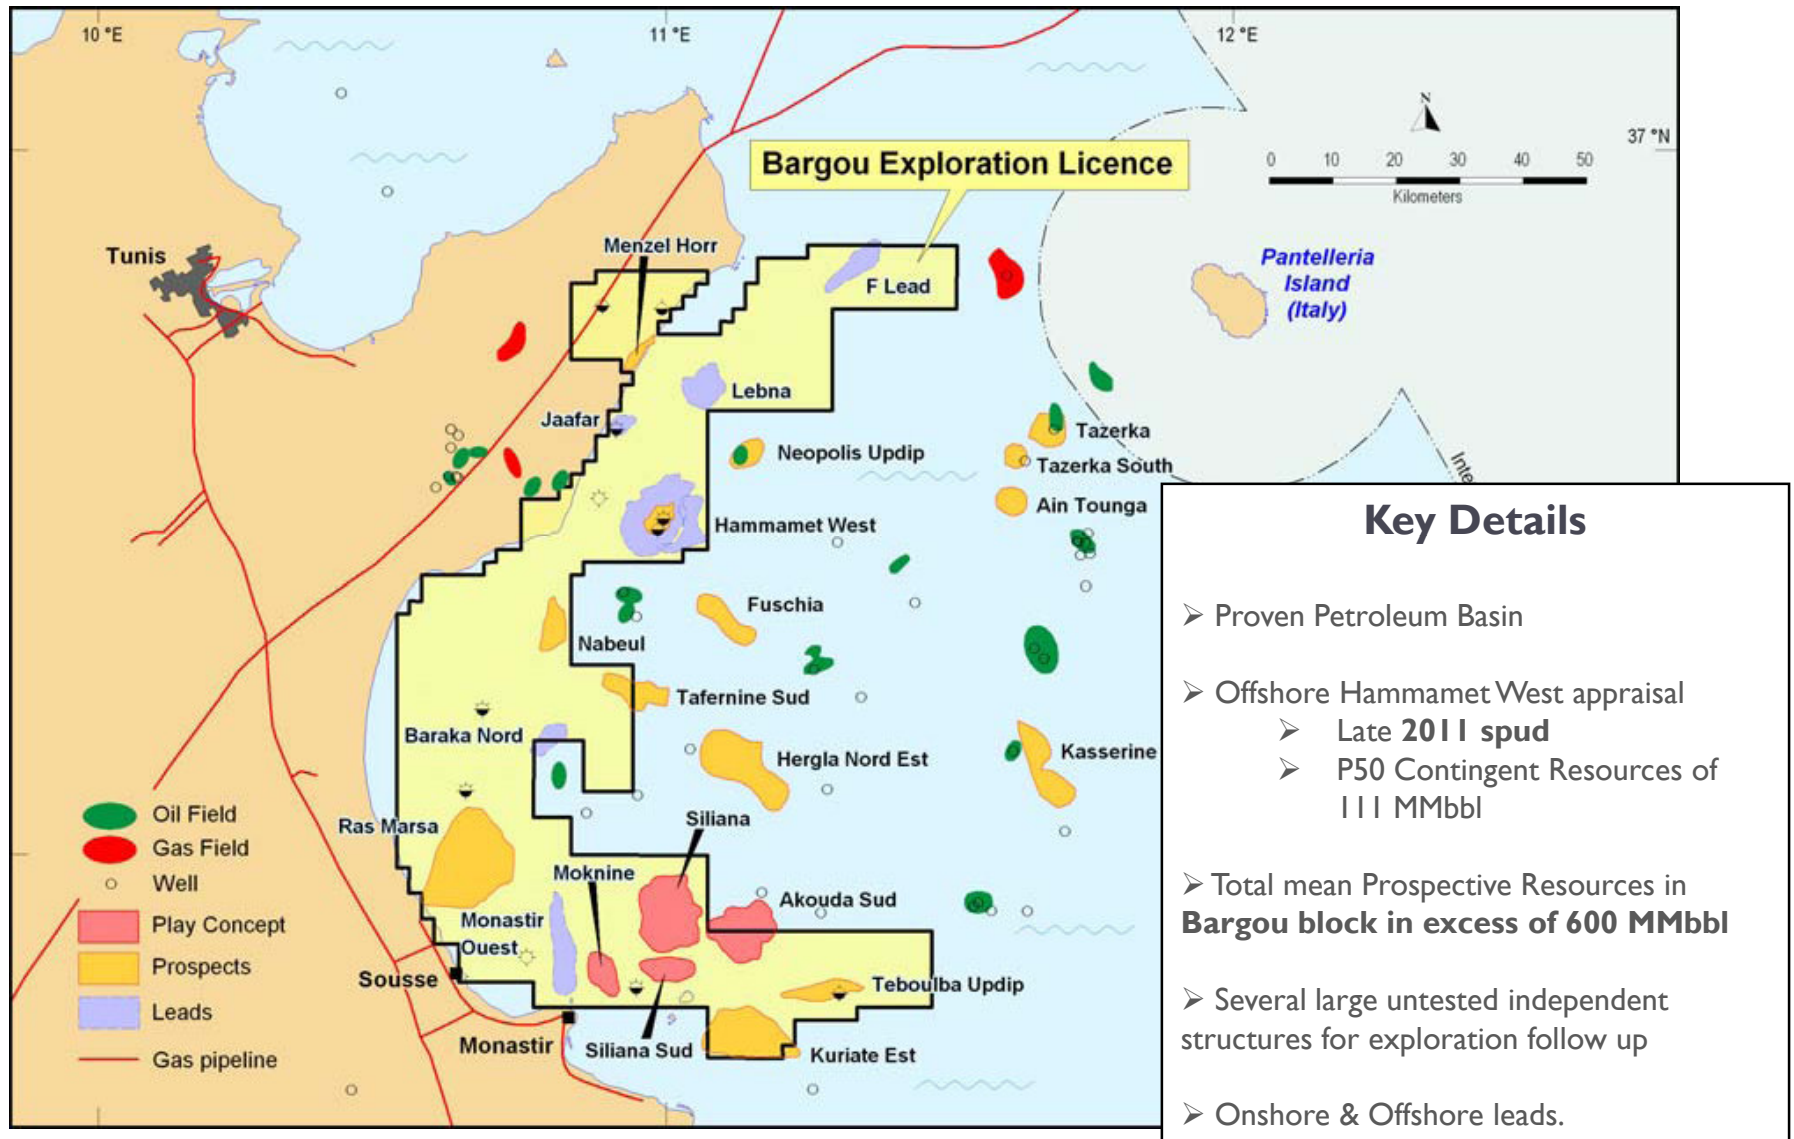 10 °E
11 °E
12 °E
N
37 °N
0 10 20 30 40 50
Kilometers
Bargou Exploration Licence
Tunis
Menzel Horr
F Lead
Pantelleria
Island
(Italy)
Lebna
Jaafar
Neopolis Updip
Tazerka
Tazerka South
Ain Tounga
Inte
Hammamet West
Fuschia
Nabeul
Tafernine Sud
Baraka Nord
Hergla Nord Est
Kasserine
Ras Marsa
Siliana
Moknine
Akouda Sud
Monastir
Ouest
Sousse
Teboulba Updip
Monastir
Siliana Sud
Kuriate Est
Oil Field
Gas Field
Well
Play Concept
Prospects
Leads
Gas pipeline
Key Details
➢ Proven Petroleum Basin
➢ Offshore Hammamet West appraisal
➢ Late 2011 spud
➢ P50 Contingent Resources of
111 MMbbl
➢ Total mean Prospective Resources in
Bargou block in excess of 600 MMbbl
➢ Several large untested independent
structures for exploration follow up
➢ Onshore & Offshore leads.